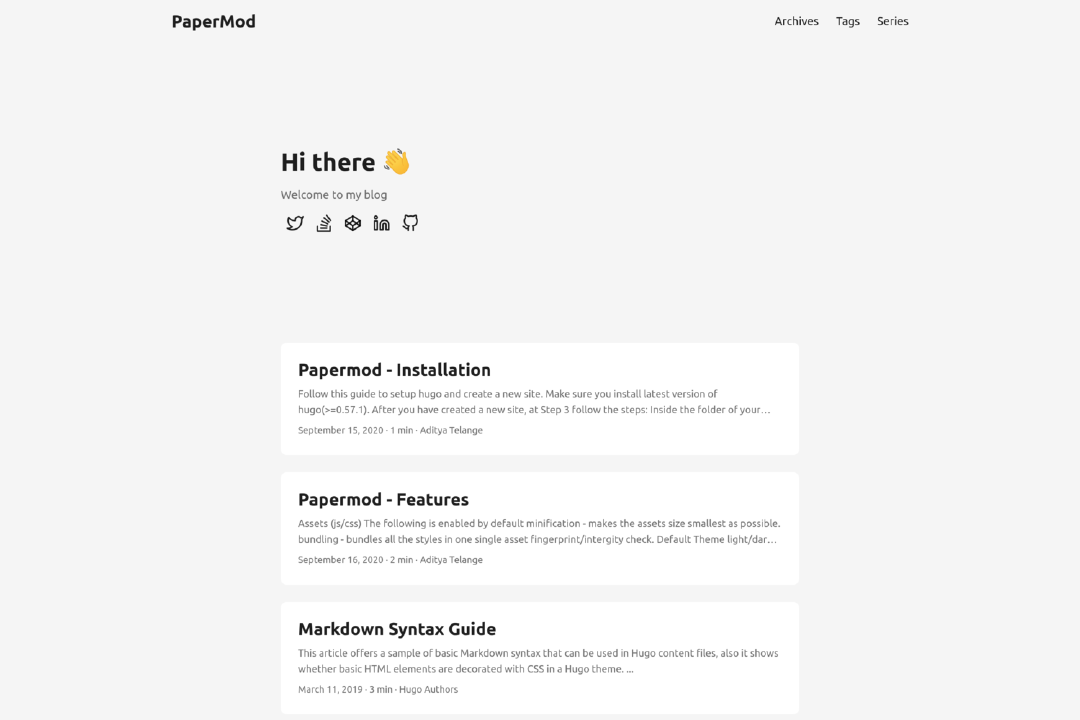 PaperMod
Archives Tags Series
Hi there 👋
Welcome to my blog
Papermod - Installation
Follow this guide to setup hugo and create a new site. Make sure you install latest version of
hugo(>=0.57.1). After you have created a new site, at Step 3 follow the steps: Inside the folder of your...
September 15, 2020 · 1 min · Aditya Telange
Papermod - Features
Assets (js/css) The following is enabled by default minification - makes the assets size smallest as possible.
bundling - bundles all the styles in one single asset fingerprint/intergity check. Default Theme light/dar...
September 16, 2020 · 2 min · Aditya Telange
Markdown Syntax Guide
This article offers a sample of basic Markdown syntax that can be used in Hugo content files, also it shows
whether basic HTML elements are decorated with CSS in a Hugo theme. ...
March 11, 2019 · 3 min · Hugo Authors